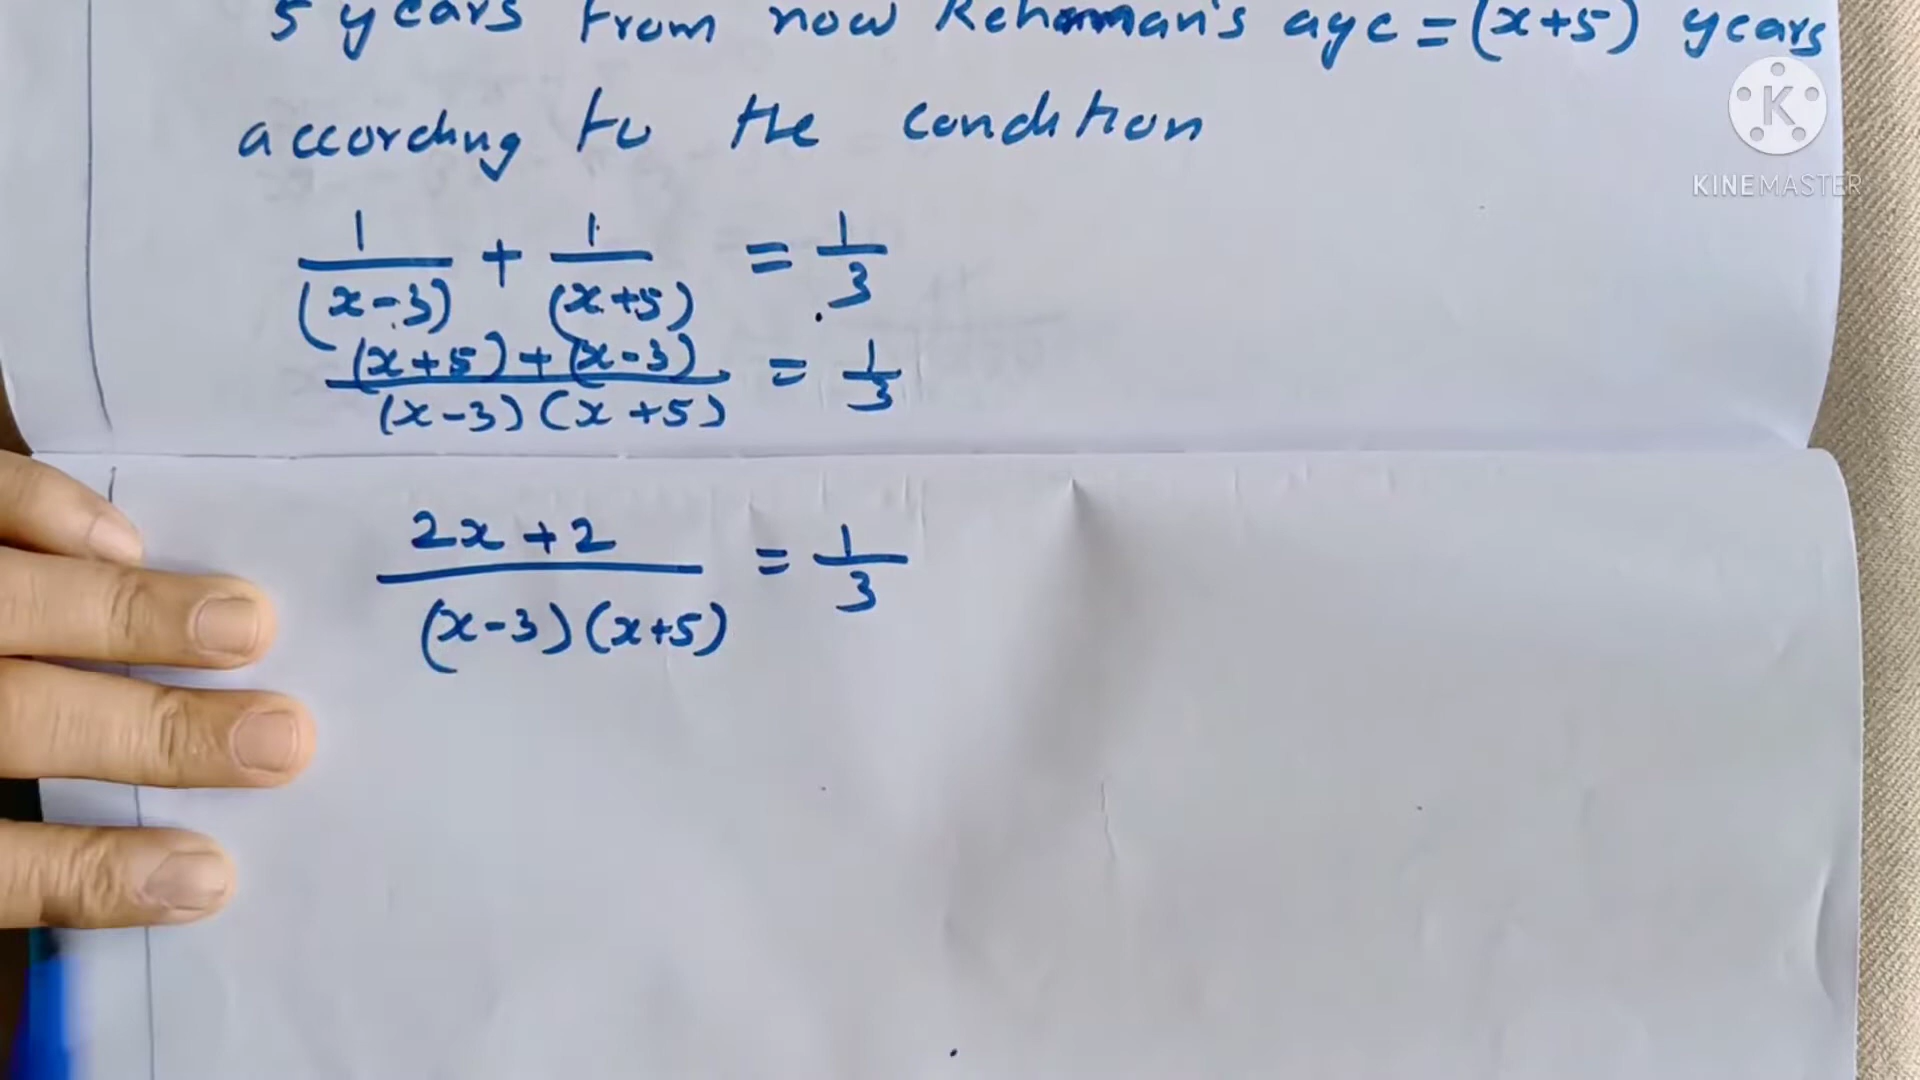 5 years from now Rehman's age = (x+5) years
according to the condition
K
KINEMASTER
1/(x-3) + 1/(x+5) = 1/3
(x+5)+(x-3)/(x-3)(x+5) = 1/3
2x+2/(x-3)(x+5) = 1/3